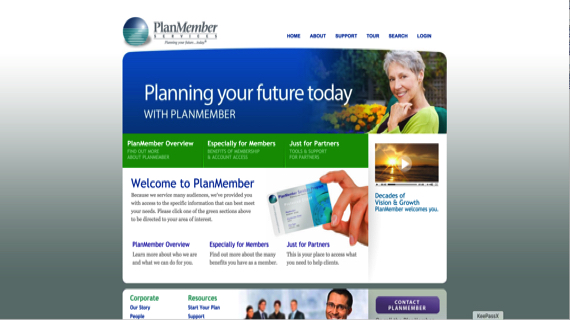 PlanMember
SERVICES
Planning your future...today®
HOME ABOUT SUPPORT TOUR SEARCH LOGIN
Planning your future today
WITH PLANMEMBER
PlanMember Overview
FIND OUT MORE
ABOUT PLANMEMBER
Especially for Members
BENEFITS OF MEMBERSHIP
& ACCOUNT ACCESS
Just for Partners
TOOLS & SUPPORT
FOR PARTNERS
Welcome to PlanMember
Because we service many audiences, we've provided you
with access to the specific information that can best meet
your needs. Please click one of the green sections above
to be directed to your area of interest.
PlanMember
Decades of
Vision & Growth
PlanMember welcomes you.
PlanMember Overview
Learn more about who we are
and what we can do for you.
Especially for Members
Find out more about the many
benefits you have as a member.
Just for Partners
This is your place to access what
you need to help clients.
Corporate
Our Story
People
Resources
Start Your Plan
Support
CONTACT
PLANMEMBER
KeePassX